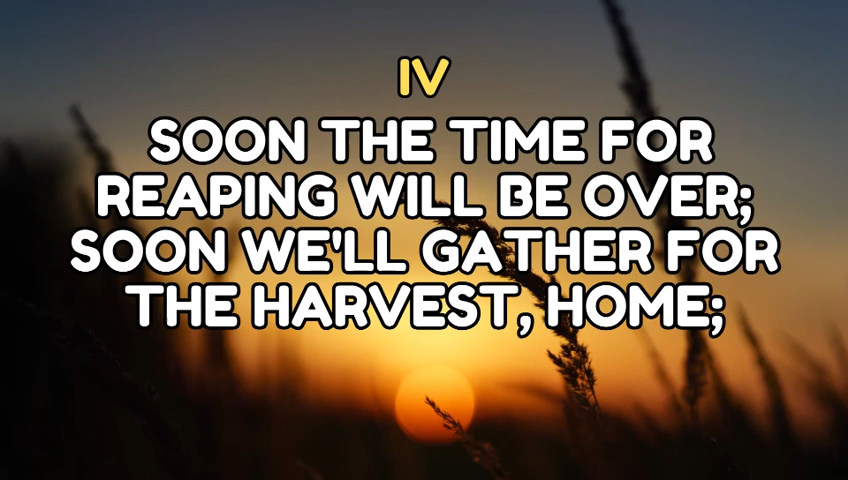 IV
SOON THE TIME FOR
REAPING WILL BE OVER;
SOON WE'LL GATHER FOR
THE HARVEST, HOME;